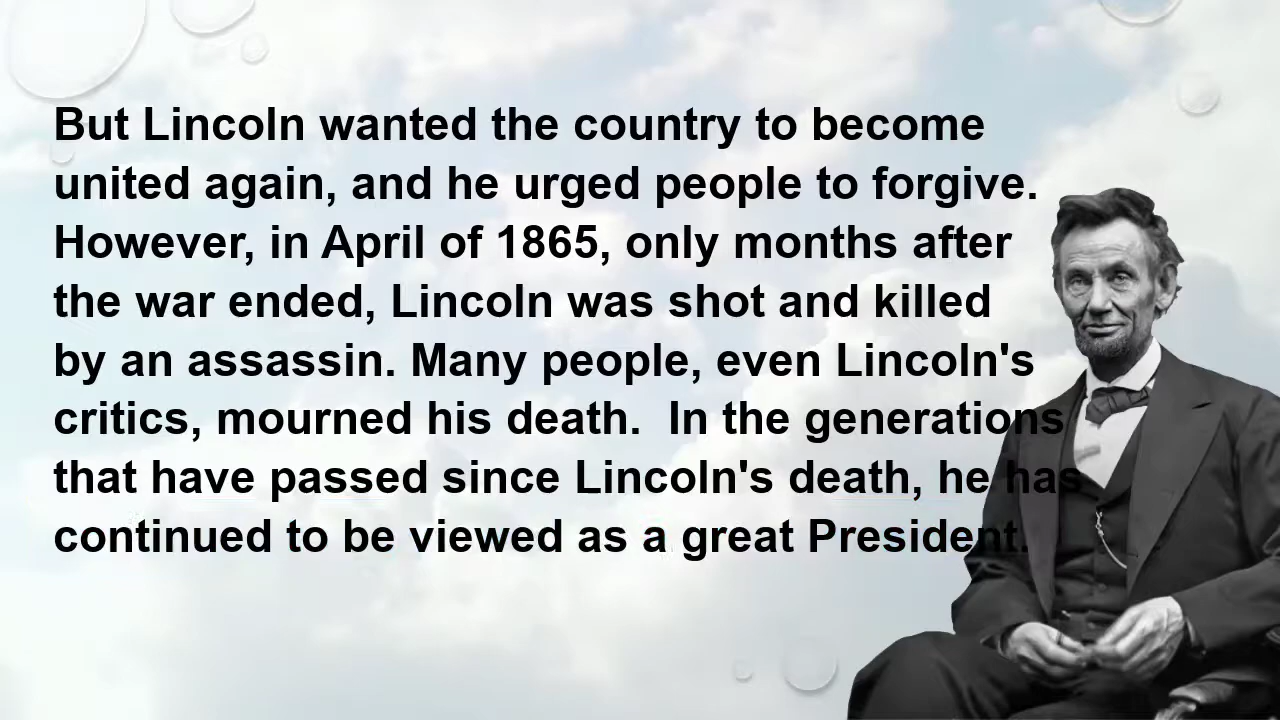 But Lincoln wanted the country to become
united again, and he urged people to forgive.
However, in April of 1865, only months after
the war ended, Lincoln was shot and killed
by an assassin. Many people, even Lincoln's
critics, mourned his death.  In the generations
that have passed since Lincoln's death, he has
continued to be viewed as a great President.